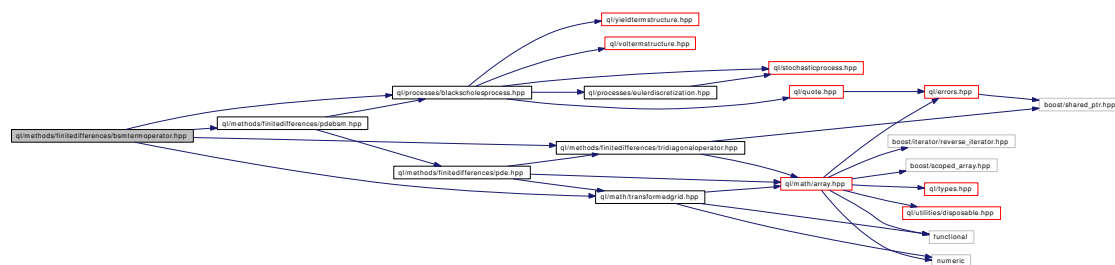 ql/yieldtermstructure.hpp
ql/voltermstructure.hpp
ql/stochasticprocess.hpp
ql/processes/blackscholesprocess.hpp
ql/processes/eulerdiscretization.hpp
ql/quote.hpp
ql/errors.hpp
boost/shared_ptr.hpp
ql/methods/finitedifferences/pdebsm.hpp
ql/methods/finitedifferences/bsmtermoperator.hpp
boost/iterator/reverse_iterator.hpp
ql/methods/finitedifferences/tridiagonaloperator.hpp
boost/scoped_array.hpp
ql/methods/finitedifferences/pde.hpp
ql/math/array.hpp
ql/types.hpp
ql/math/transformedgrid.hpp
ql/utilities/disposable.hpp
functional
numeric